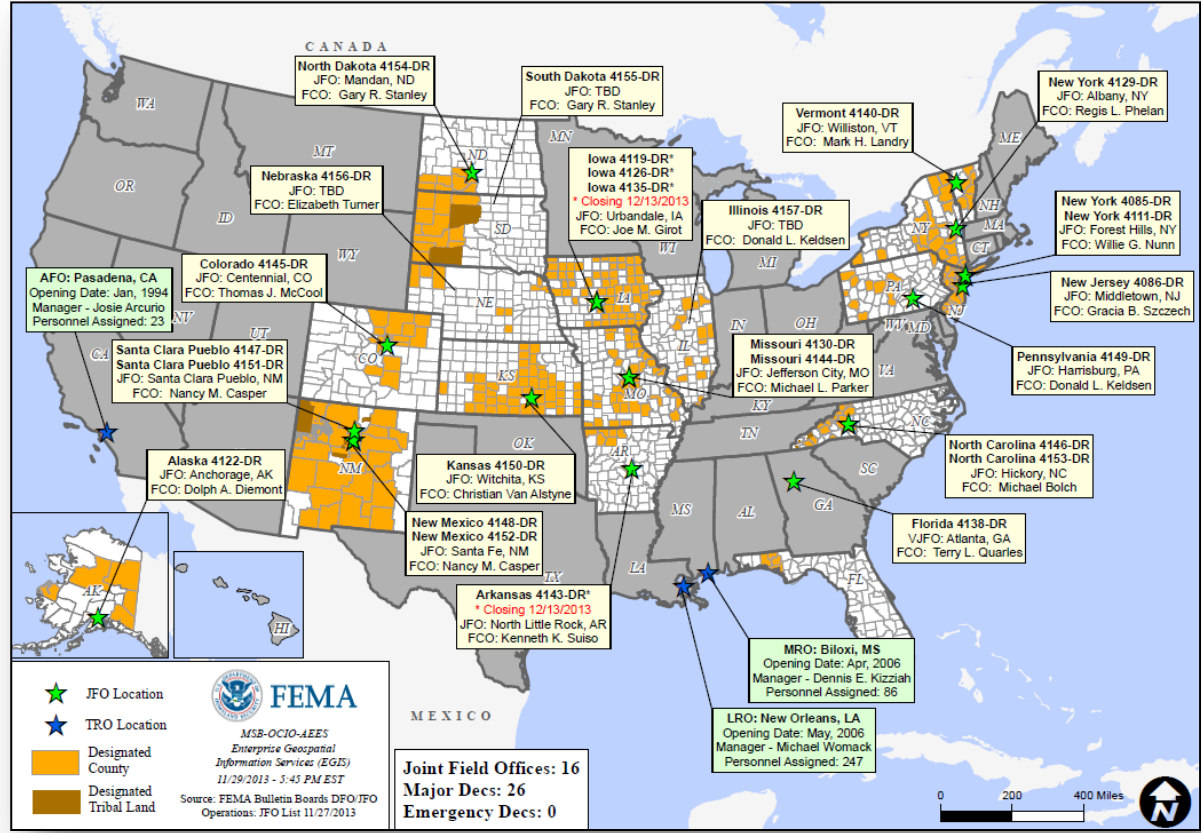 CANADA
North Dakota 4154-DR
JFO: Mandan, ND
FCO: Gary R. Stanley
South Dakota 4155-DR
JFO: TBD
FCO: Gary R. Stanley
New York 4129-DR
JFO: Albany, NY
FCO: Regis L. Phelan
Vermont 4140-DR
JFO: Williston, VT
FCO: Mark H. Landry
Nebraska 4156-DR
JFO: TBD
FCO: Elizabeth Turner
Iowa 4119-DR*
Iowa 4126-DR*
Iowa 4135-DR*
* Closing 12/13/2013
JFO: Urbandale, IA
FCO: Joe M. Girot
Illinois 4157-DR
JFO: TBD
FCO: Donald L. Keldsen
New York 4085-DR
New York 4111-DR
JFO: Forest Hills, NY
FCO: Willie G. Nunn
Colorado 4145-DR
JFO: Centennial, CO
FCO: Thomas J. McCool
AFO: Pasadena, CA
Opening Date: Jan, 1994
Manager - Josie Arcurio
Personnel Assigned: 23
New Jersey 4086-DR
JFO: Middletown, NJ
FCO: Gracia B. Szczech
Santa Clara Pueblo 4147-DR
Santa Clara Pueblo 4151-DR
JFO: Santa Clara Pueblo, NM
FCO: Nancy M. Casper
Missouri 4130-DR
Missouri 4144-DR
JFO: Jefferson City, MO
FCO: Michael L. Parker
Pennsylvania 4149-DR
JFO: Harrisburg, PA
FCO: Donald L. Keldsen
Alaska 4122-DR
JFO: Anchorage, AK
FCO: Dolph A. Diemont
Kansas 4150-DR
JFO: Witchita, KS
FCO: Christian Van Alstyne
North Carolina 4146-DR
North Carolina 4153-DR
JFO: Hickory, NC
FCO: Michael Bolch
New Mexico 4148-DR
New Mexico 4152-DR
JFO: Santa Fe, NM
FCO: Nancy M. Casper
Florida 4138-DR
VJFO: Atlanta, GA
FCO: Terry L. Quarles
Arkansas 4143-DR*
* Closing 12/13/2013
JFO: North Little Rock, AR
FCO: Kenneth K. Suiso
MRO: Biloxi, MS
Opening Date: Apr, 2006
Manager - Dennis E. Kizziah
Personnel Assigned: 86
LRO: New Orleans, LA
Opening Date: May, 2006
Manager - Michael Womack
Personnel Assigned: 247
WA
MT
ND
MN
ME
OR
ID
SD
WI
NY
NH
MA
CT
WY
MI
NE
IA
PA
NJ
NV
UT
CO
IL
IN
OH
WV
MD
CA
KS
MO
KY
VA
NM
OK
AR
TN
NC
SC
TX
LA
MS
AL
GA
FL
AK
HI
MEXICO
JFO Location
TRO Location
Designated
County
Designated
Tribal Land
FEMA
MSB-OCIO-AEES
Enterprise Geospatial
Information Services (EGIS)
11/29/2013 - 5:45 PM EST
Source: FEMA Bulletin Boards DFO/JFO
Operations: JFO List 11/27/2013
Joint Field Offices: 16
Major Decs: 26
Emergency Decs: 0
0 200 400 Miles
N